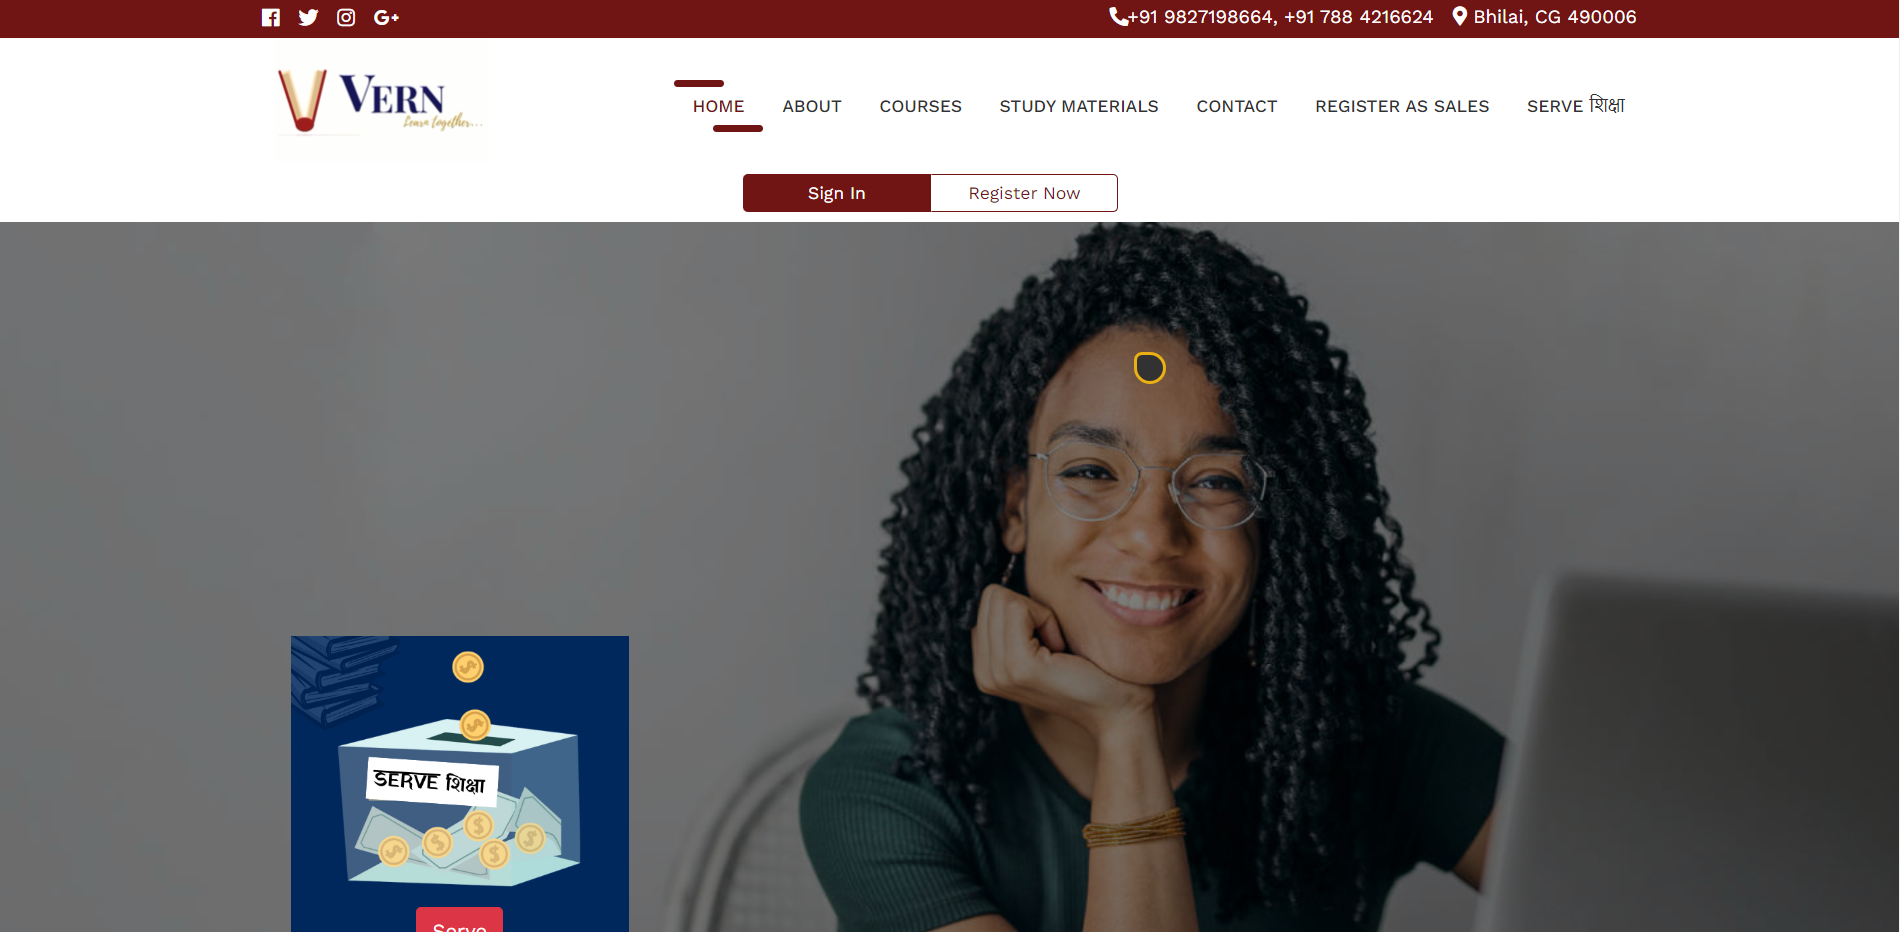 +91 9827198664, +91 788 4216624 Bhilai, CG 490006
VERN
Learn together...
HOME ABOUT COURSES STUDY MATERIALS CONTACT REGISTER AS SALES SERVE शिक्षा
Sign In Register Now
SERVE शिक्षा
Serve